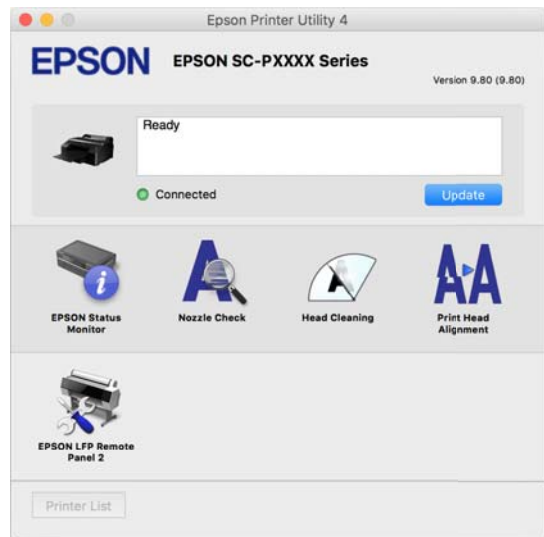 Epson Printer Utility 4
EPSON
EPSON SC-PXXXX Series
Version 9.80 (9.80)
Ready
Connected
Update
EPSON Status
Monitor
Nozzle Check
Head Cleaning
Print Head
Alignment
EPSON LFP Remote
Panel 2
Printer List